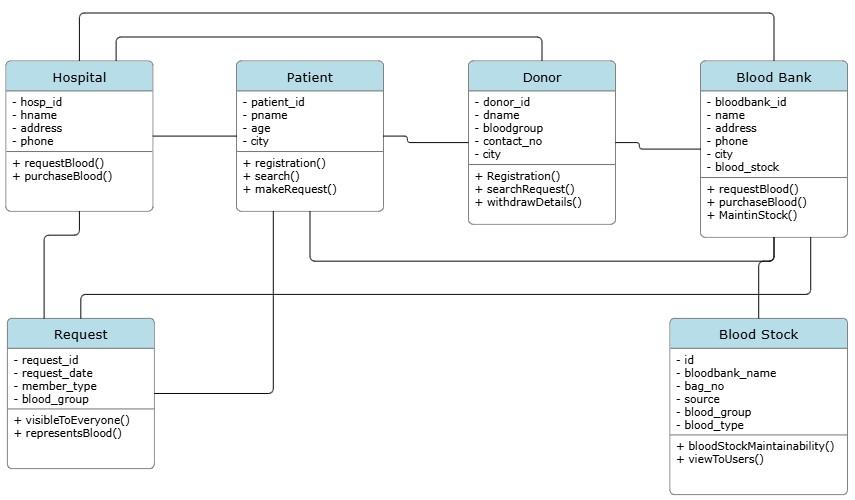 Hospital
- hosp_id
- hname
- address
- phone
+ requestBlood()
+ purchaseBlood()
Patient
- patient_id
- pname
- age
- city
+ registration()
+ search()
+ makeRequest()
Donor
- donor_id
- dname
- bloodgroup
- contact_no
- city
+ Registration()
+ searchRequest()
+ withdrawDetails()
Blood Bank
- bloodbank_id
- name
- address
- phone
- city
- blood_stock
+ requestBlood()
+ purchaseBlood()
+ MaintinStock()
Request
- request_id
- request_date
- member_type
- blood_group
+ visibleToEveryone()
+ representsBlood()
Blood Stock
- id
- bloodbank_name
- bag_no
- source
- blood_group
- blood_type
+ bloodStockMaintainability()
+ viewToUsers()